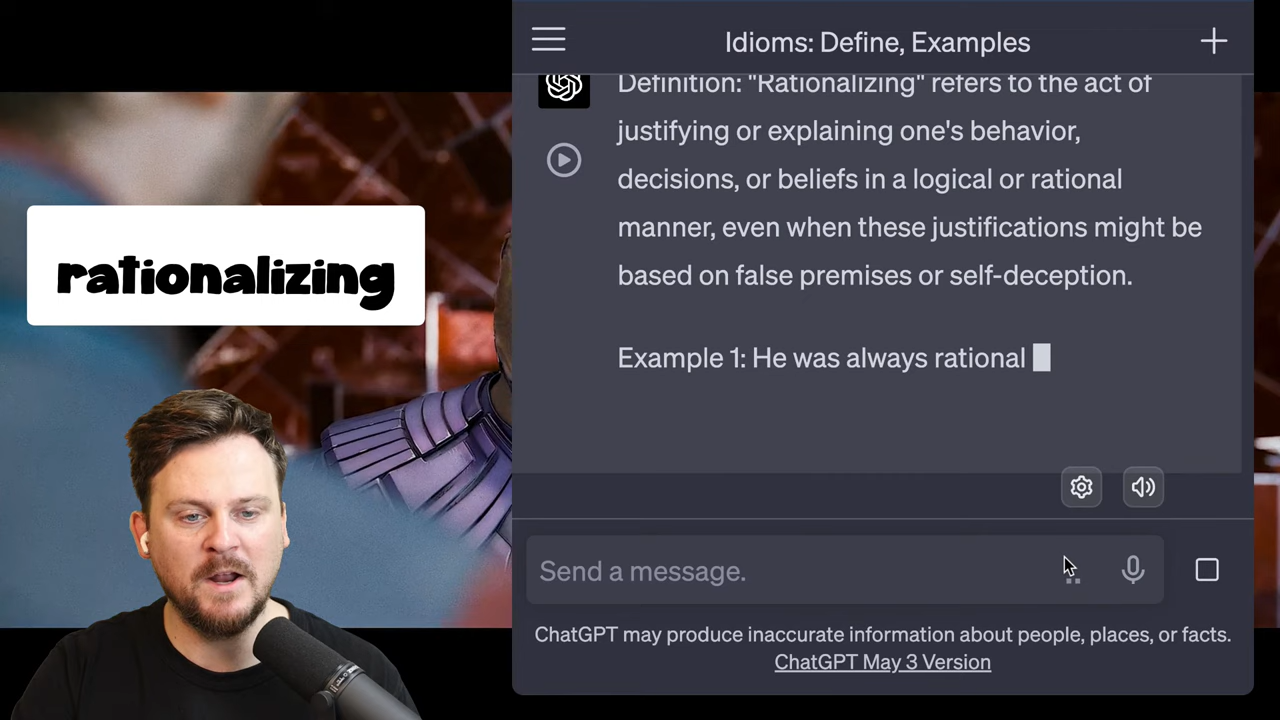 Idioms: Define, Examples
rationalizing
Definition: "Rationalizing" refers to the act of
justifying or explaining one's behavior,
decisions, or beliefs in a logical or rational
manner, even when these justifications might be
based on false premises or self-deception.
Example 1: He was always rational
Send a message.
ChatGPT may produce inaccurate information about people, places, or facts.
ChatGPT May 3 Version